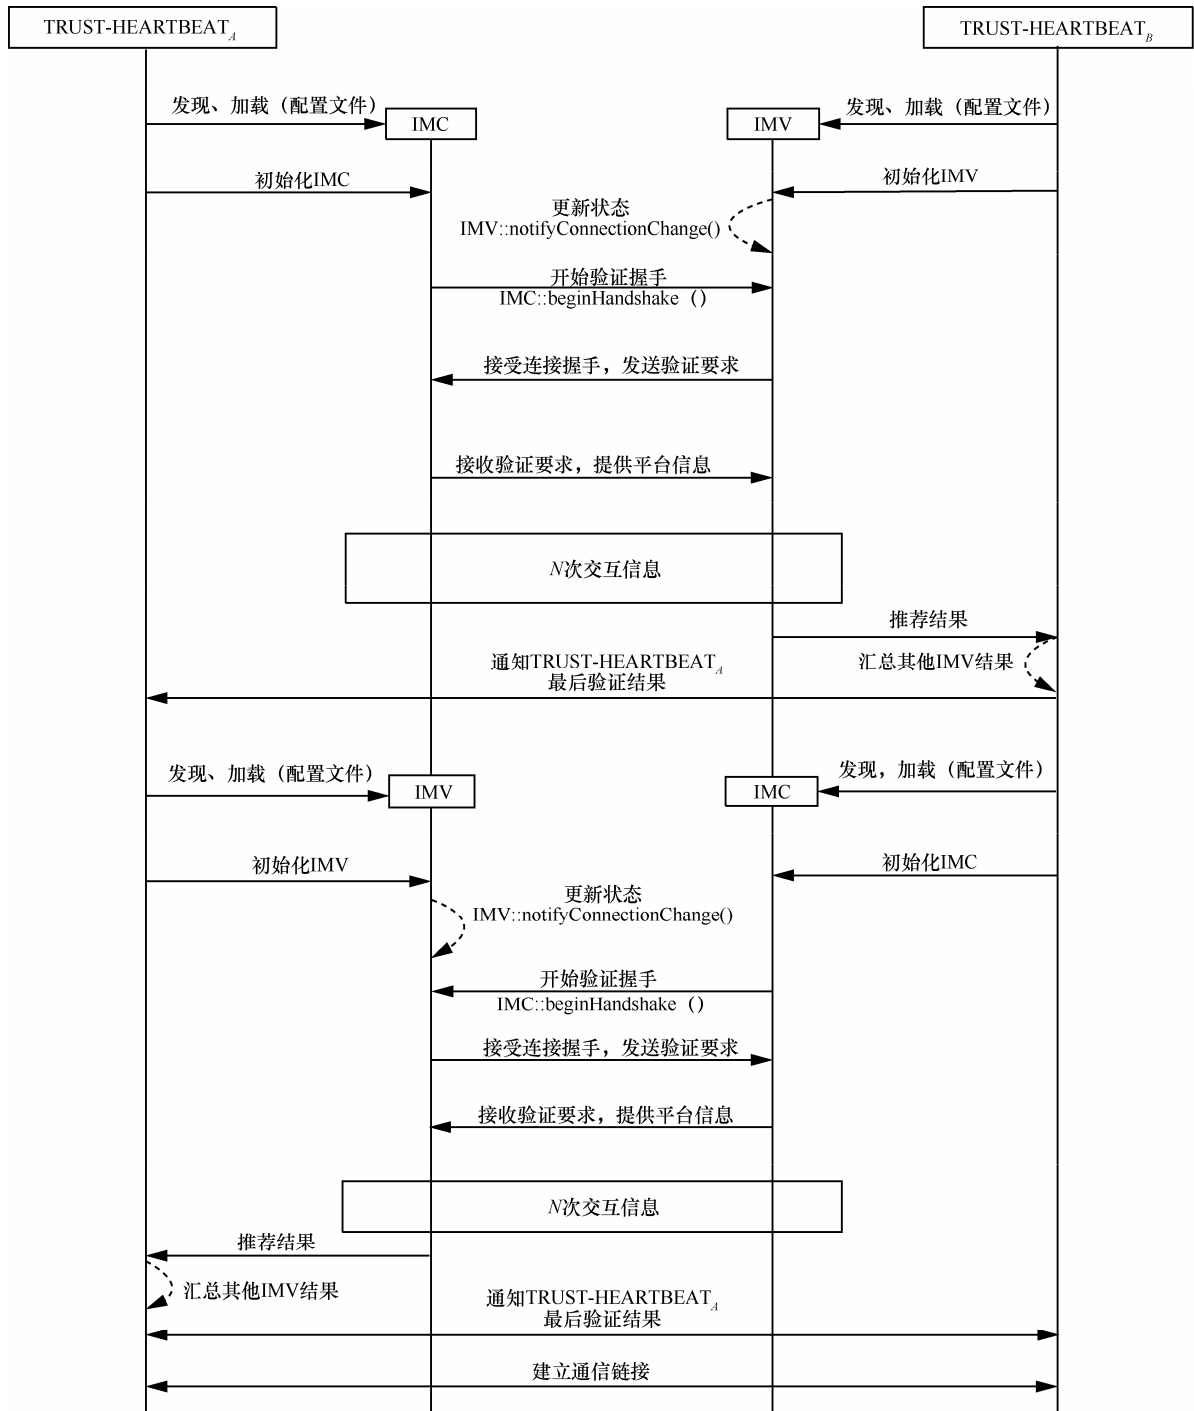 TRUST-HEARTBEATA
TRUST-HEARTBEATB
发现、加载（配置文件）
IMC
IMV
发现、加载（配置文件）
初始化IMC
初始化IMV
更新状态
IMV::notifyConnectionChange()
开始验证握手
IMC::beginHandshake（）
接受连接握手，发送验证要求
接收验证要求，提供平台信息
N次交互信息
推荐结果
汇总其他IMV结果
通知TRUST-HEARTBEATA
最后验证结果
发现、加载（配置文件）
IMV
IMC
发现，加载（配置文件）
初始化IMV
初始化IMC
更新状态
IMV::notifyConnectionChange()
开始验证握手
IMC::beginHandshake（）
接受连接握手，发送验证要求
接收验证要求，提供平台信息
N次交互信息
推荐结果
汇总其他IMV结果
通知TRUST-HEARTBEATA
最后验证结果
建立通信链接